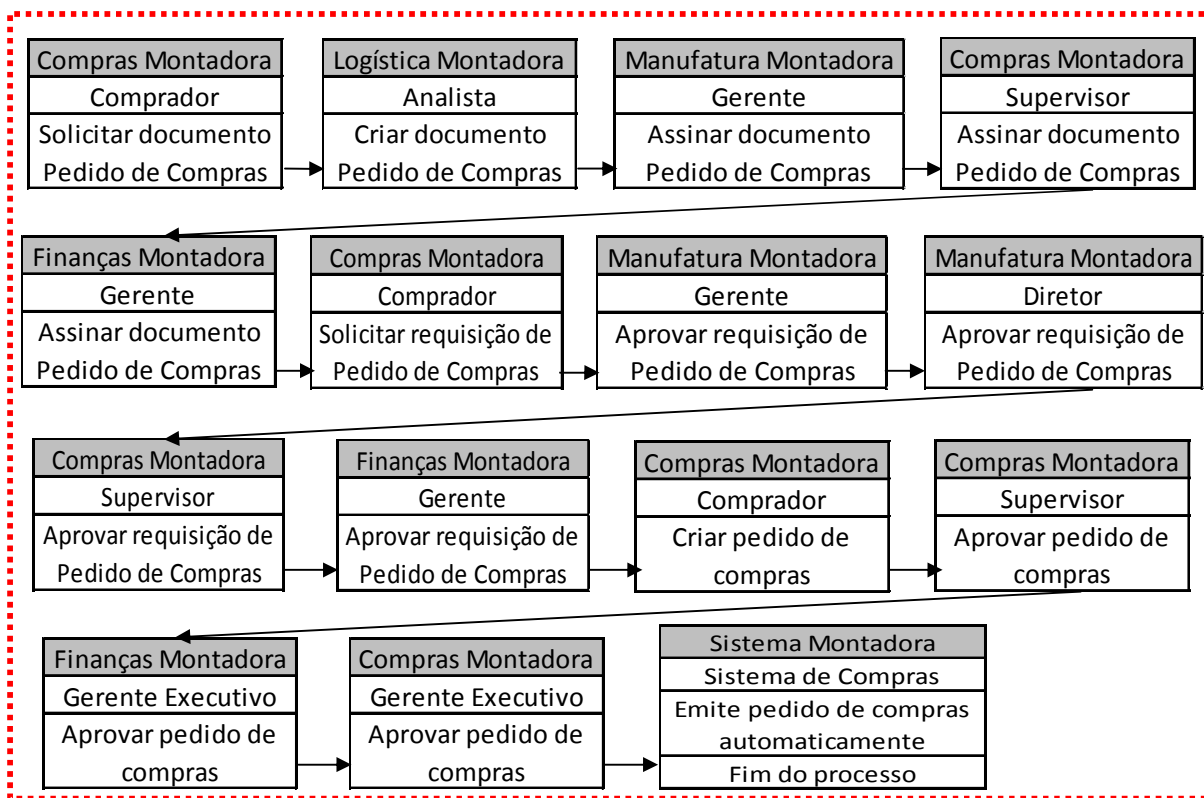 Compras Montadora
Comprador
Solicitar documento
Pedido de Compras
Logística Montadora
Analista
Criar documento
Pedido de Compras
Manufatura Montadora
Gerente
Assinar documento
Pedido de Compras
Compras Montadora
Supervisor
Assinar documento
Pedido de Compras
Finanças Montadora
Gerente
Assinar documento
Pedido de Compras
Compras Montadora
Comprador
Solicitar requisição de
Pedido de Compras
Manufatura Montadora
Gerente
Aprovar requisição de
Pedido de Compras
Manufatura Montadora
Diretor
Aprovar requisição de
Pedido de Compras
Compras Montadora
Supervisor
Aprovar requisição de
Pedido de Compras
Finanças Montadora
Gerente
Aprovar requisição de
Pedido de Compras
Compras Montadora
Comprador
Criar pedido de
compras
Compras Montadora
Supervisor
Aprovar pedido de
compras
Finanças Montadora
Gerente Executivo
Aprovar pedido de
compras
Compras Montadora
Gerente Executivo
Aprovar pedido de
compras
Sistema Montadora
Sistema de Compras
Emite pedido de compras
automaticamente
Fim do processo